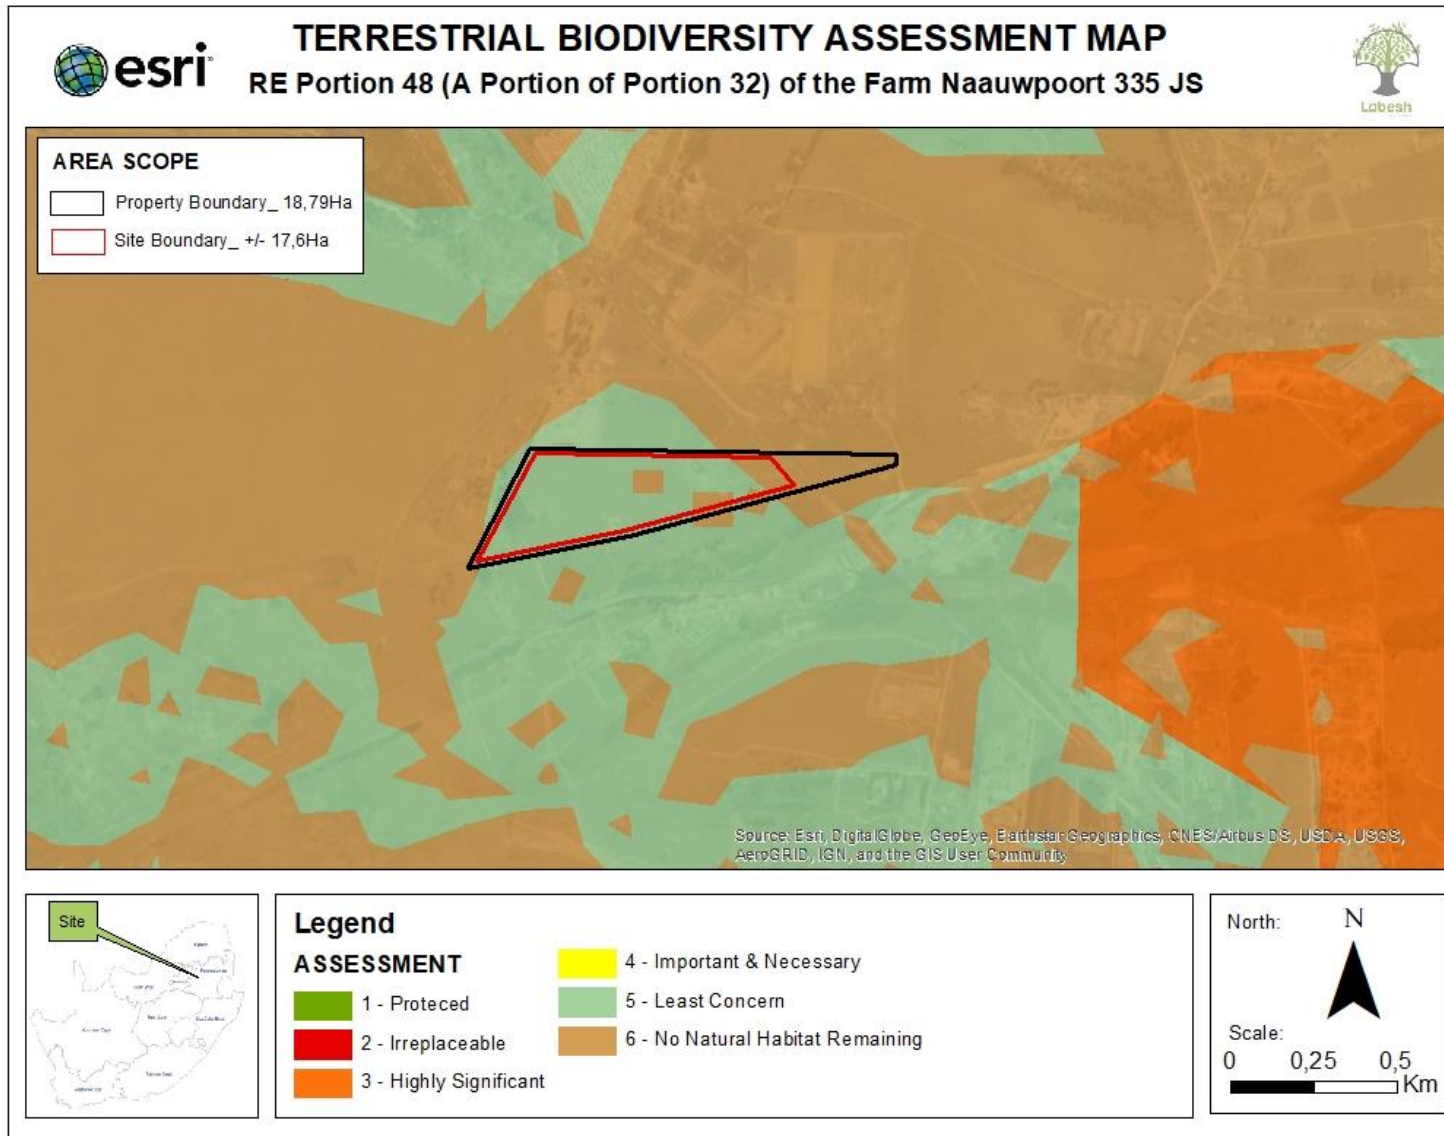 esri
TERRESTRIAL BIODIVERSITY ASSESSMENT MAP
RE Portion 48 (A Portion of Portion 32) of the Farm Naauwpoort 335 JS
Labesh
AREA SCOPE
Property Boundary_ 18,79Ha
Site Boundary_ +/- 17,6Ha
Source: Esri, DigitalGlobe, GeoEye, Earthstar Geographics, CNES/Airbus DS, USDA, USGS,
AeroGRID, IGN, and the GIS User Community
Site
Legend
ASSESSMENT
1 - Proteced
2 - Irreplaceable
3 - Highly Significant
4 - Important & Necessary
5 - Least Concern
6 - No Natural Habitat Remaining
North:
N
Scale:
0 0,25 0,5
Km